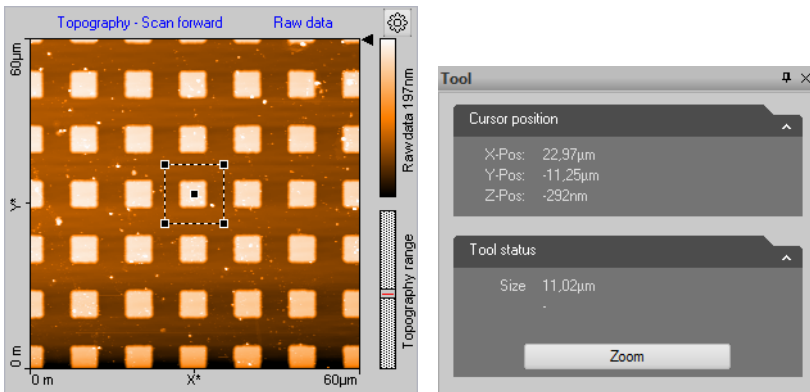 Topography - Scan forward Raw data
60µm
Y*
0 m
0 m X* 60µm
Raw data 197nm
Topography range
Tool
Cursor position
X-Pos: 22,97µm
Y-Pos: -11,25µm
Z-Pos: -292nm
Tool status
Size 11,02µm
-
Zoom